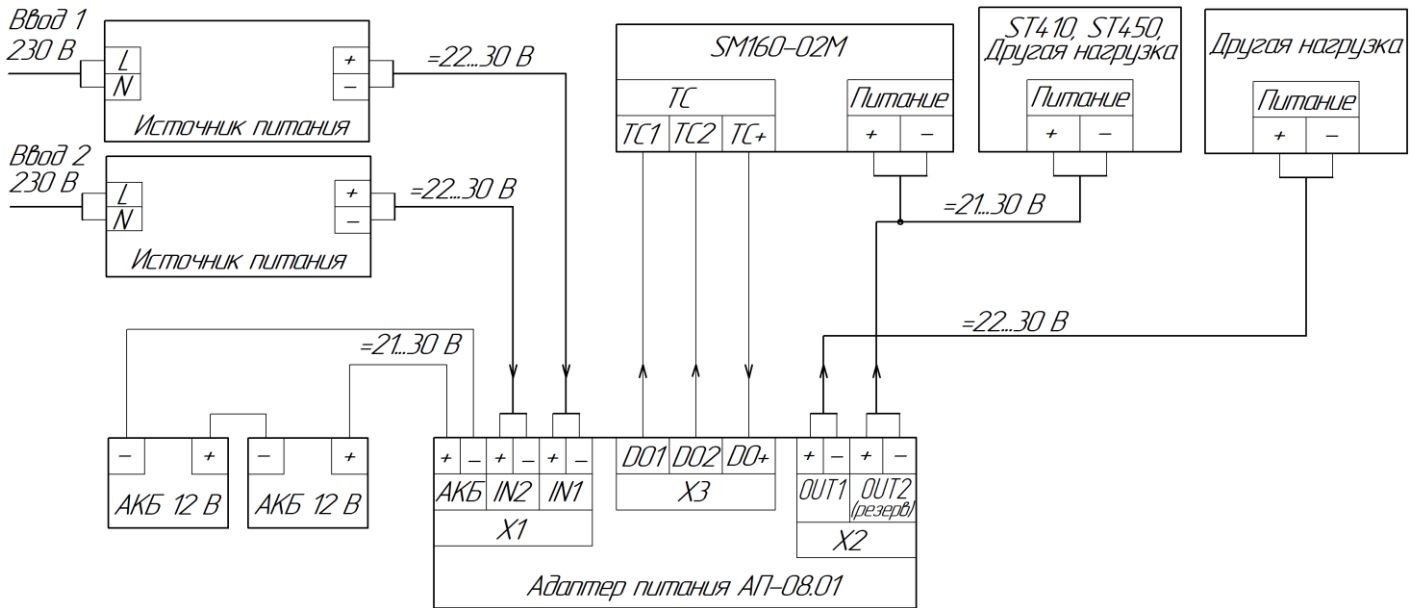 Ввод 1
230 В
L
N
+
−
Источник питания
=22...30 В
Ввод 2
230 В
L
N
+
−
Источник питания
=22...30 В
SM160-02M
ТС
ТС1 ТС2 ТС+
Питание
+ −
ST410, ST450,
Другая нагрузка
Питание
+ −
Другая нагрузка
Питание
+ −
=21...30 В
=22...30 В
=21...30 В
− +
АКБ 12 В
− +
АКБ 12 В
+ − + − + −
АКБ IN2 IN1
X1
DO1 DO2 DO+
X3
+ − + −
OUT1 OUT2
(резерв)
X2
Адаптер питания АП-08.01